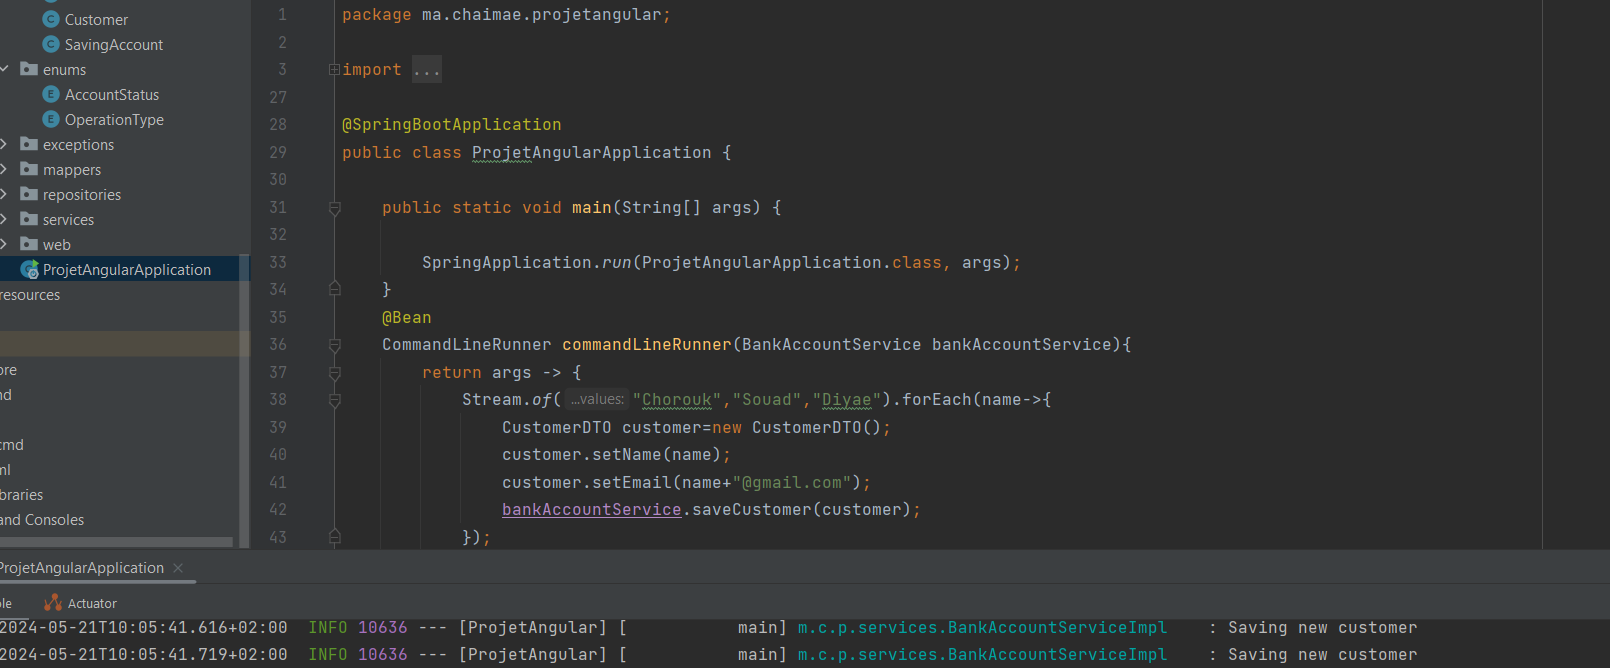 Customer
SavingAccount
enums
AccountStatus
OperationType
exceptions
mappers
repositories
services
web
ProjetAngularApplication
resources
ore
nd
cmd
ml
braries
and Consoles
1 package ma.chaimae.projetangular;
2
3 import ...
27
28 @SpringBootApplication
29 public class ProjetAngularApplication {
30
31 public static void main(String[] args) {
32
33 SpringApplication.run(ProjetAngularApplication.class, args);
34 }
35 @Bean
36 CommandLineRunner commandLineRunner(BankAccountService bankAccountService){
37 return args -> {
38 Stream.of( ...values: "Chorouk","Souad","Diyae").forEach(name->{
39 CustomerDTO customer=new CustomerDTO();
40 customer.setName(name);
41 customer.setEmail(name+"@gmail.com");
42 bankAccountService.saveCustomer(customer);
43 });
ProjetAngularApplication
le Actuator
2024-05-21T10:05:41.616+02:00 INFO 10636 --- [ProjetAngular] [ main] m.c.p.services.BankAccountServiceImpl : Saving new customer
2024-05-21T10:05:41.719+02:00 INFO 10636 --- [ProjetAngular] [ main] m.c.p.services.BankAccountServiceImpl : Saving new customer